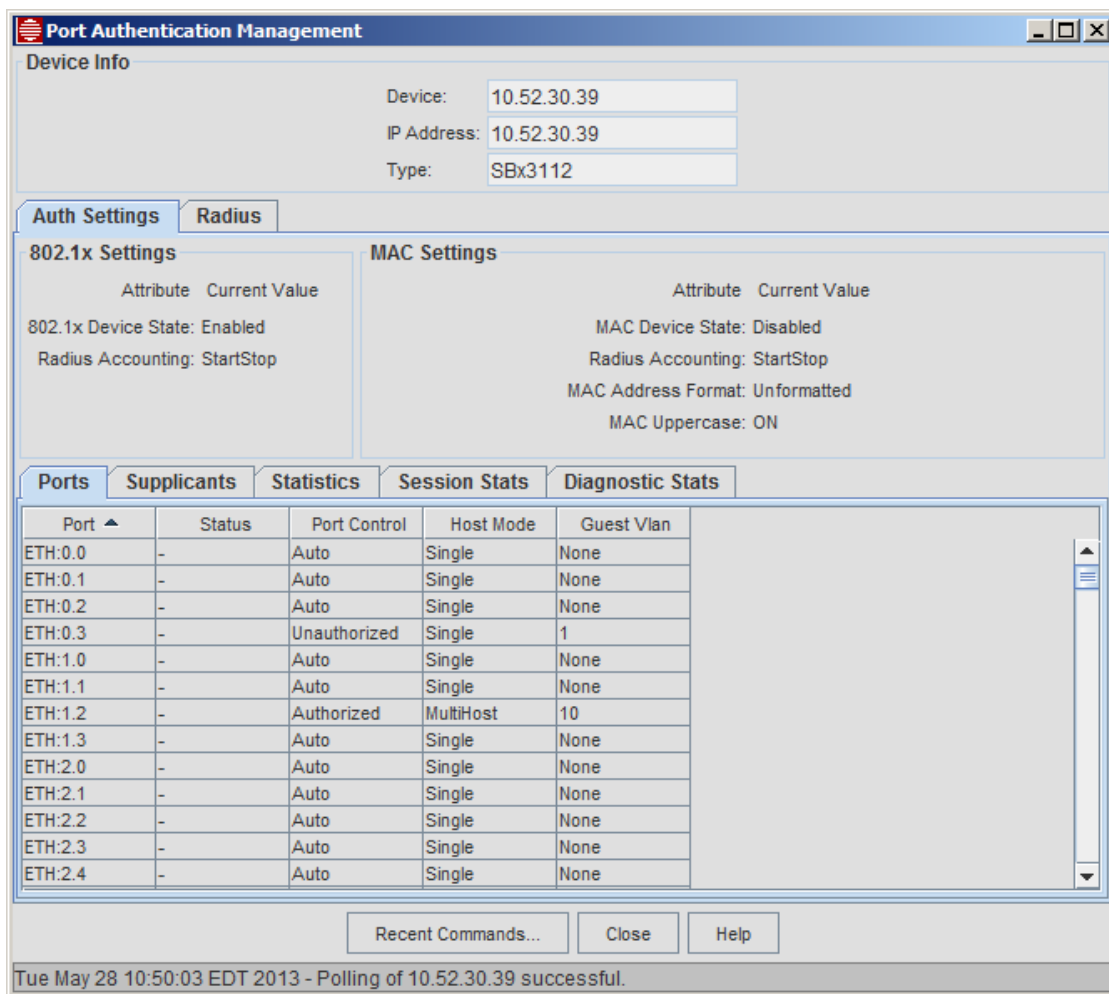 Port Authentication Management
Device Info
Device: 10.52.30.39
IP Address: 10.52.30.39
Type: SBx3112
Auth Settings Radius
802.1x Settings
Attribute Current Value
802.1x Device State: Enabled
Radius Accounting: StartStop
MAC Settings
Attribute Current Value
MAC Device State: Disabled
Radius Accounting: StartStop
MAC Address Format: Unformatted
MAC Uppercase: ON
Ports Supplicants Statistics Session Stats Diagnostic Stats
Port Status Port Control Host Mode Guest Vlan
ETH:0.0 - Auto Single None
ETH:0.1 - Auto Single None
ETH:0.2 - Auto Single None
ETH:0.3 - Unauthorized Single 1
ETH:1.0 - Auto Single None
ETH:1.1 - Auto Single None
ETH:1.2 - Authorized MultiHost 10
ETH:1.3 - Auto Single None
ETH:2.0 - Auto Single None
ETH:2.1 - Auto Single None
ETH:2.2 - Auto Single None
ETH:2.3 - Auto Single None
ETH:2.4 - Auto Single None
Recent Commands... Close Help
Tue May 28 10:50:03 EDT 2013 - Polling of 10.52.30.39 successful.